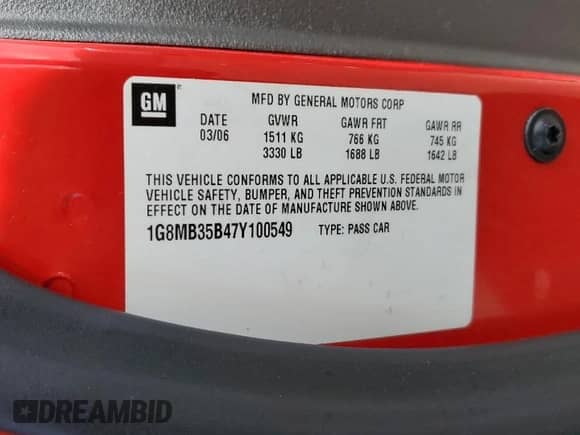 GM
MFD BY GENERAL MOTORS CORP
DATE GVWR GAWR FRT GAWR RR
03/06 1511 KG 766 KG 745 KG
3330 LB 1688 LB 1642 LB
THIS VEHICLE CONFORMS TO ALL APPLICABLE U.S. FEDERAL MOTOR
VEHICLE SAFETY, BUMPER, AND THEFT PREVENTION STANDARDS IN
EFFECT ON THE DATE OF MANUFACTURE SHOWN ABOVE.
1G8MB35B47Y100549 TYPE: PASS CAR
DREAMBID